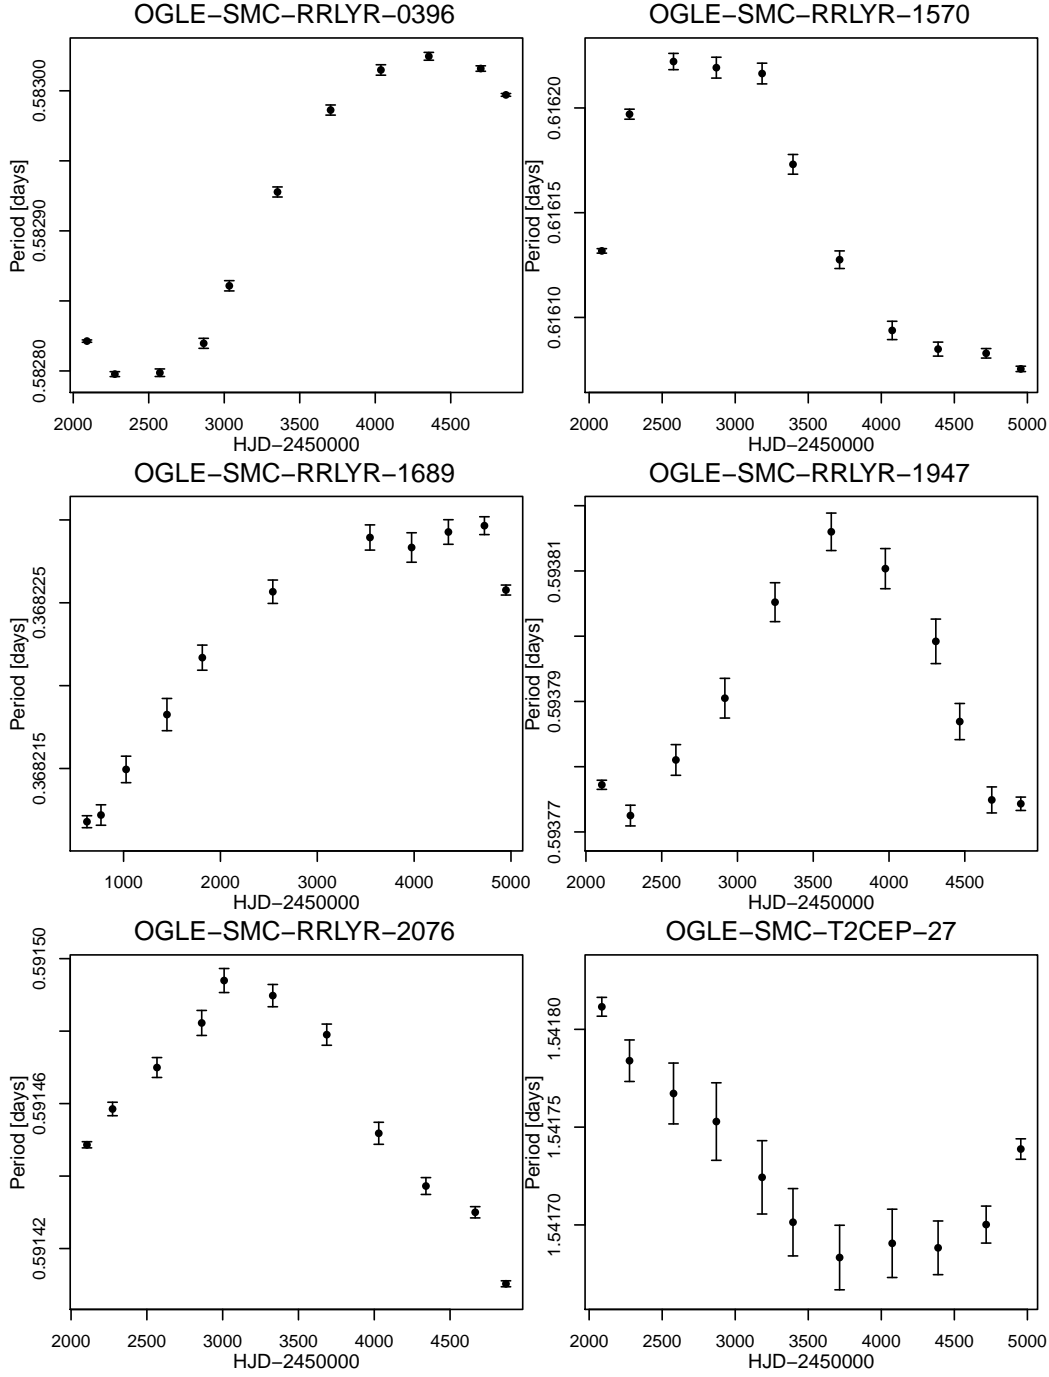 OGLE−SMC−RRLYR−0396
Period [days]
0.58280 0.58290 0.58300
2000 2500 3000 3500 4000 4500
HJD−2450000
OGLE−SMC−RRLYR−1570
Period [days]
0.61610 0.61615 0.61620
2000 2500 3000 3500 4000 4500 5000
HJD−2450000
OGLE−SMC−RRLYR−1689
Period [days]
0.368215 0.368225
1000 2000 3000 4000 5000
HJD−2450000
OGLE−SMC−RRLYR−1947
Period [days]
0.59377 0.59379 0.59381
2000 2500 3000 3500 4000 4500
HJD−2450000
OGLE−SMC−RRLYR−2076
Period [days]
0.59142 0.59146 0.59150
2000 2500 3000 3500 4000 4500
HJD−2450000
OGLE−SMC−T2CEP−27
Period [days]
1.54170 1.54175 1.54180
2000 2500 3000 3500 4000 4500 5000
HJD−2450000